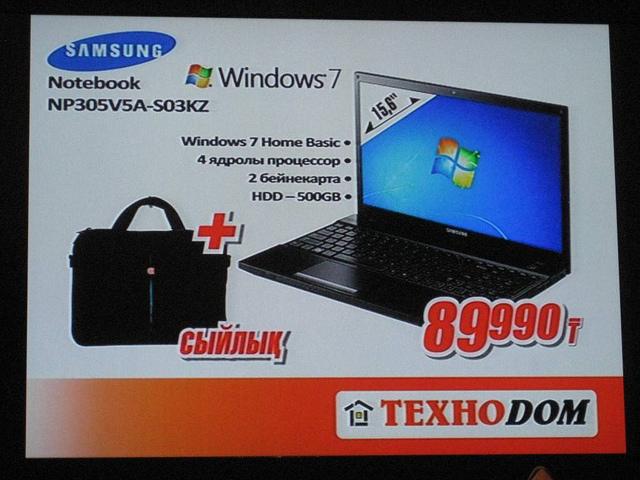 SAMSUNG
Notebook
NP305V5A-S03KZ
Windows 7
15,6"
Windows 7 Home Basic •
4 ядролы процессор •
2 бейнекарта •
HDD – 500GB •
SAMSUNG
+
СЫЙЛЫҚ
89990 ₸
ТЕХНОDOM